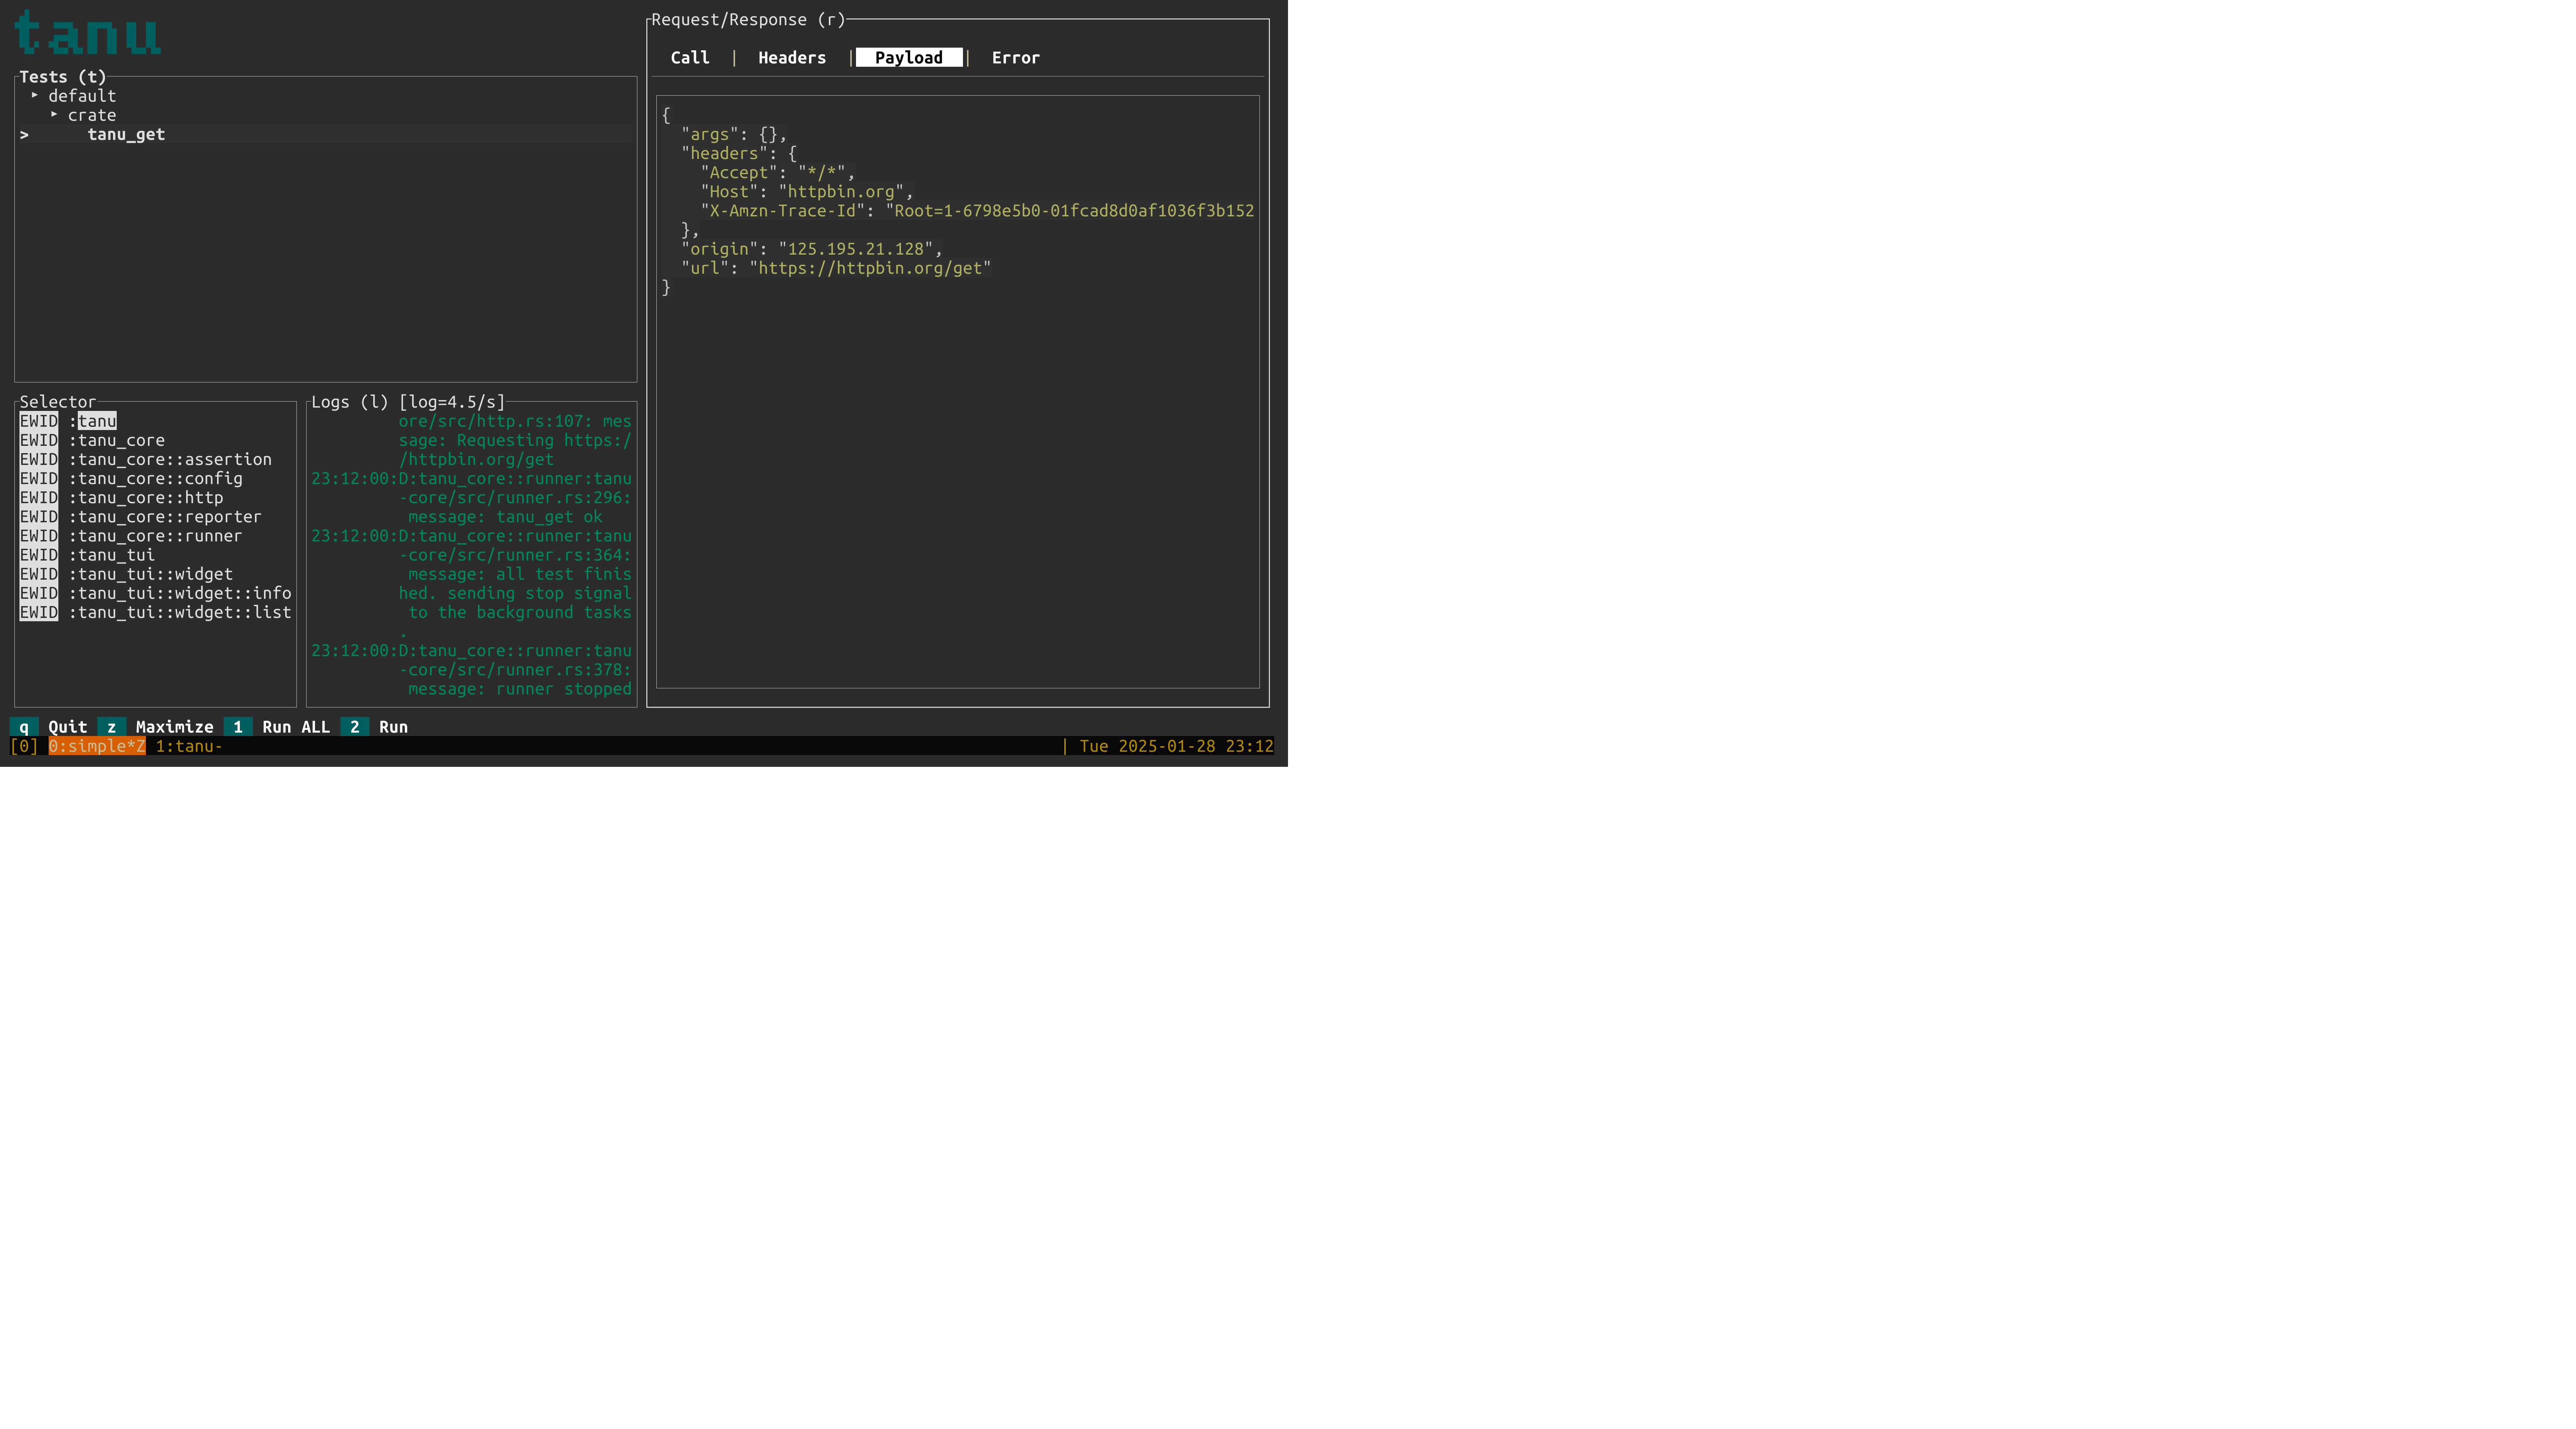 tanu
Tests (t)
▸ default
▸ crate
> tanu_get
Selector
EWID :tanu
EWID :tanu_core
EWID :tanu_core::assertion
EWID :tanu_core::config
EWID :tanu_core::http
EWID :tanu_core::reporter
EWID :tanu_core::runner
EWID :tanu_tui
EWID :tanu_tui::widget
EWID :tanu_tui::widget::info
EWID :tanu_tui::widget::list
Logs (l) [log=4.5/s]
ore/src/http.rs:107: mes
sage: Requesting https:/
/httpbin.org/get
23:12:00:D:tanu_core::runner:tanu
-core/src/runner.rs:296:
message: tanu_get ok
23:12:00:D:tanu_core::runner:tanu
-core/src/runner.rs:364:
message: all test finis
hed. sending stop signal
to the background tasks
.
23:12:00:D:tanu_core::runner:tanu
-core/src/runner.rs:378:
message: runner stopped
Request/Response (r)
Call | Headers | Payload | Error
{
"args": {},
"headers": {
"Accept": "*/*",
"Host": "httpbin.org",
"X-Amzn-Trace-Id": "Root=1-6798e5b0-01fcad8d0af1036f3b152
},
"origin": "125.195.21.128",
"url": "https://httpbin.org/get"
}
q Quit z Maximize 1 Run ALL 2 Run
[0] 0:simple*Z 1:tanu- | Tue 2025-01-28 23:12